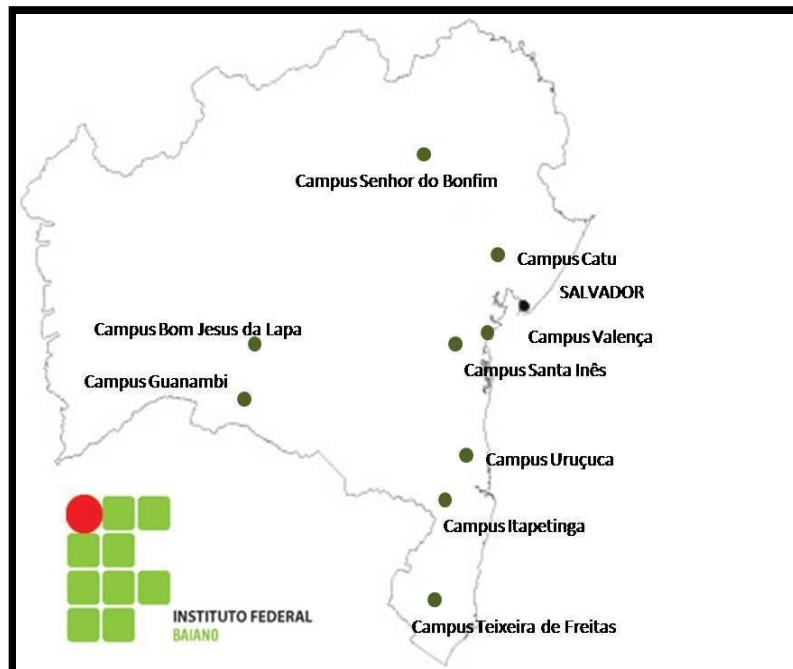 Campus Senhor do Bonfim
Campus Catu
SALVADOR
Campus Bom Jesus da Lapa
Campus Valença
Campus Santa Inês
Campus Guanambi
Campus Uruçuca
Campus Itapetinga
INSTITUTO FEDERAL
BAIANO
Campus Teixeira de Freitas